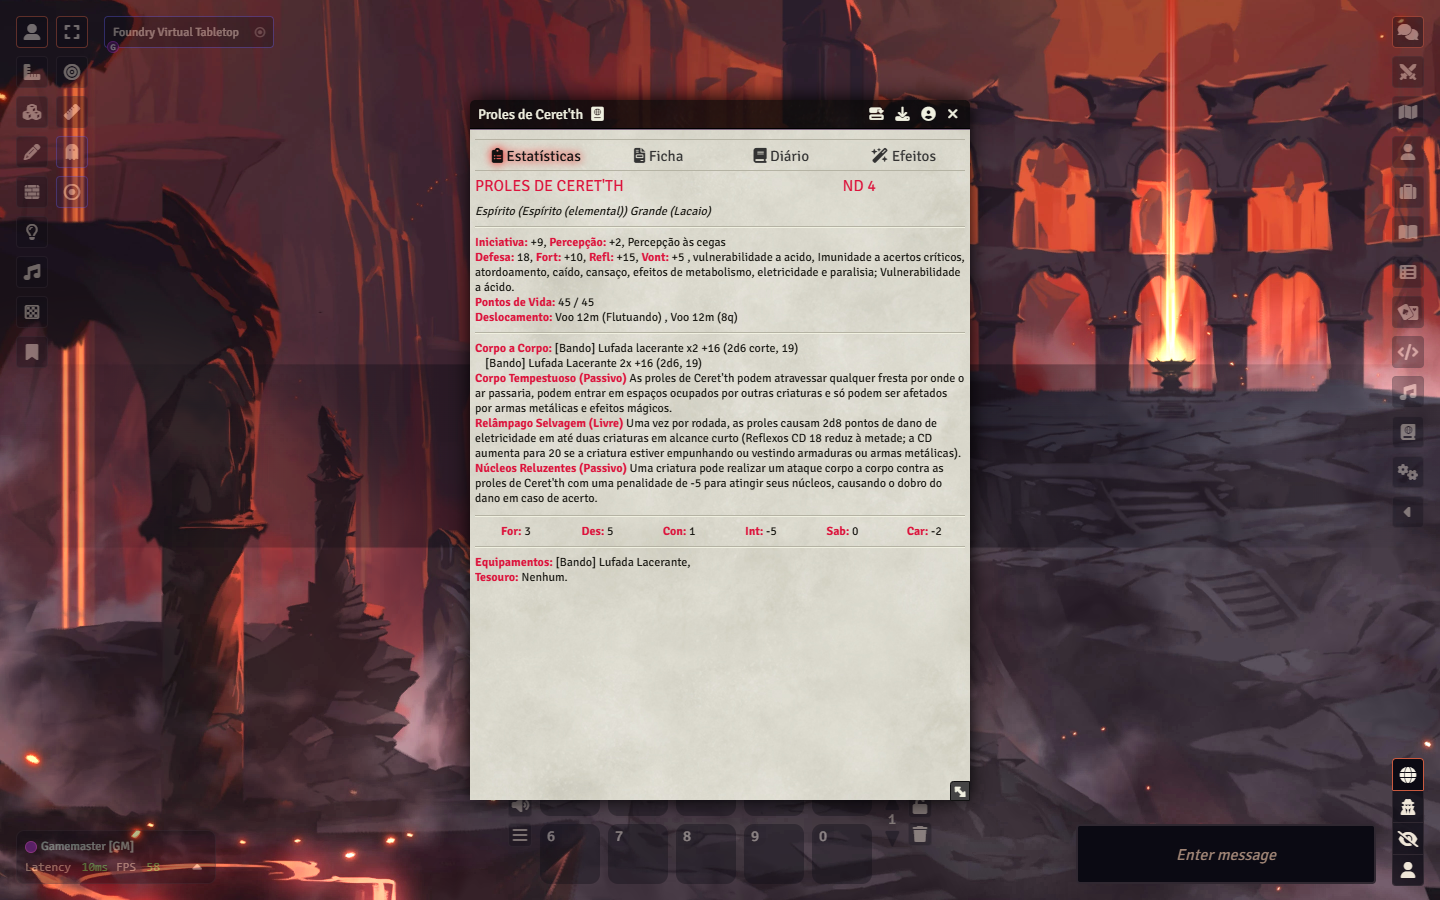 Foundry Virtual Tabletop
G
Proles de Ceret'th
Estatísticas
Ficha
Diário
Efeitos
PROLES DE CERET'TH
ND 4
Espírito (Espírito (elemental)) Grande (Lacaio)
Iniciativa: +9, Percepção: +2, Percepção às cegas
Defesa: 18, Fort: +10, Refl: +15, Vont: +5 , vulnerabilidade a acido, Imunidade a acertos críticos,
atordoamento, caído, cansaço, efeitos de metabolismo, eletricidade e paralisia; Vulnerabilidade
a ácido.
Pontos de Vida: 45 / 45
Deslocamento: Voo 12m (Flutuando) , Voo 12m (8q)
Corpo a Corpo: [Bando] Lufada lacerante x2 +16 (2d6 corte, 19)
[Bando] Lufada Lacerante 2x +16 (2d6, 19)
Corpo Tempestuoso (Passivo) As proles de Ceret'th podem atravessar qualquer fresta por onde o
ar passaria, podem entrar em espaços ocupados por outras criaturas e só podem ser afetados
por armas metálicas e efeitos mágicos.
Relâmpago Selvagem (Livre) Uma vez por rodada, as proles causam 2d8 pontos de dano de
eletricidade em até duas criaturas em alcance curto (Reflexos CD 18 reduz à metade; a CD
aumenta para 20 se a criatura estiver empunhando ou vestindo armaduras ou armas metálicas).
Núcleos Reluzentes (Passivo) Uma criatura pode realizar um ataque corpo a corpo contra as
proles de Ceret'th com uma penalidade de -5 para atingir seus núcleos, causando o dobro do
dano em caso de acerto.
For: 3 Des: 5 Con: 1 Int: -5 Sab: 0 Car: -2
Equipamentos: [Bando] Lufada Lacerante,
Tesouro: Nenhum.
1
6 7 8 9 0
Gamemaster [GM]
Latency 10ms FPS 58
Enter message